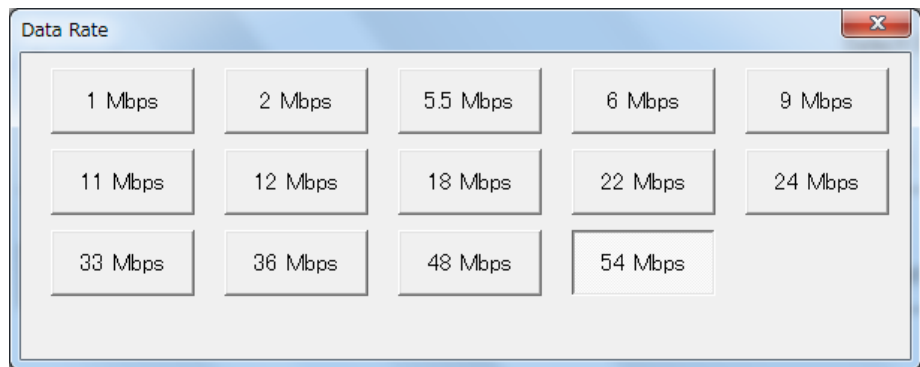 Data Rate
1 Mbps 2 Mbps 5.5 Mbps 6 Mbps 9 Mbps
11 Mbps 12 Mbps 18 Mbps 22 Mbps 24 Mbps
33 Mbps 36 Mbps 48 Mbps 54 Mbps